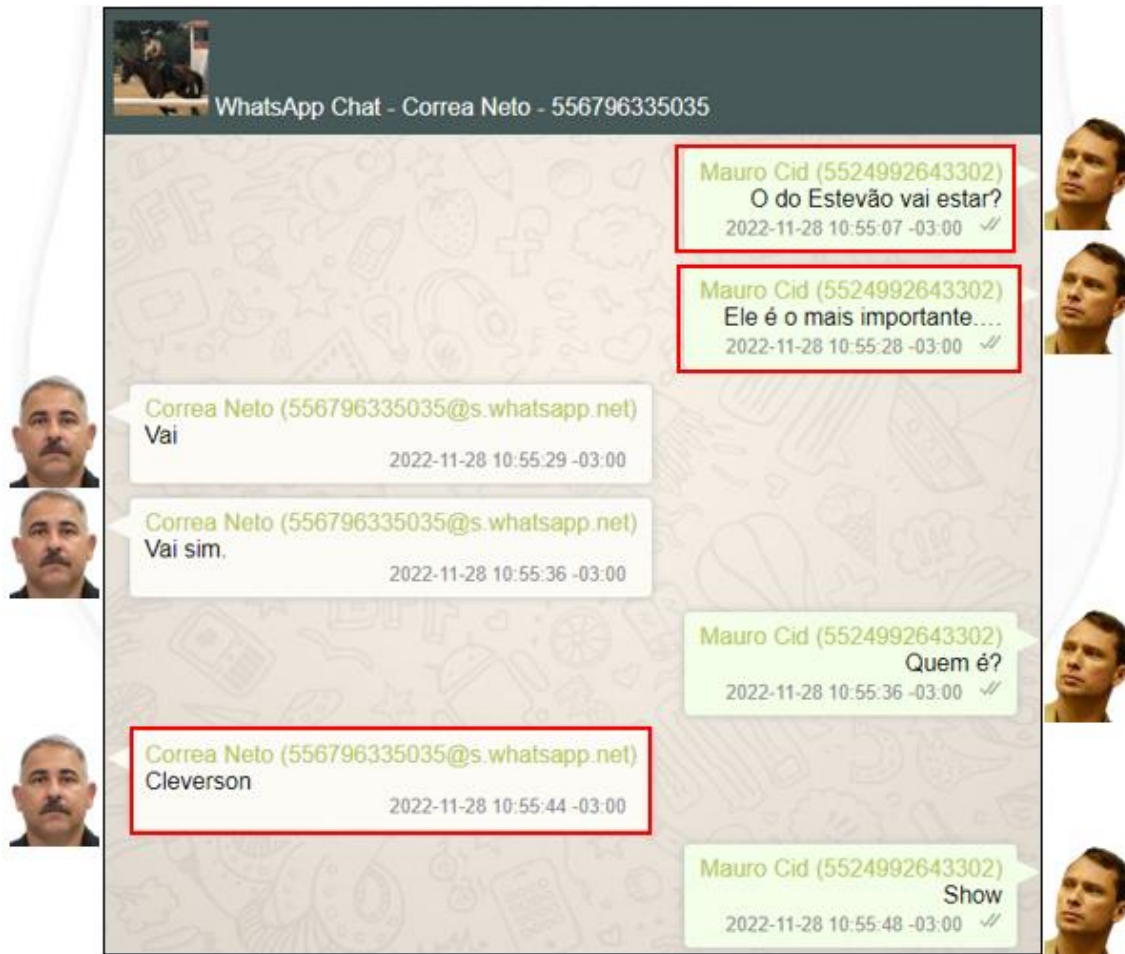 WhatsApp Chat - Correa Neto - 556796335035
Mauro Cid (5524992643302)
O do Estevão vai estar?
2022-11-28 10:55:07 -03:00
Mauro Cid (5524992643302)
Ele é o mais importante....
2022-11-28 10:55:28 -03:00
Correa Neto (556796335035@s.whatsapp.net)
Vai
2022-11-28 10:55:29 -03:00
Correa Neto (556796335035@s.whatsapp.net)
Vai sim.
2022-11-28 10:55:36 -03:00
Mauro Cid (5524992643302)
Quem é?
2022-11-28 10:55:36 -03:00
Correa Neto (556796335035@s.whatsapp.net)
Cleverson
2022-11-28 10:55:44 -03:00
Mauro Cid (5524992643302)
Show
2022-11-28 10:55:48 -03:00